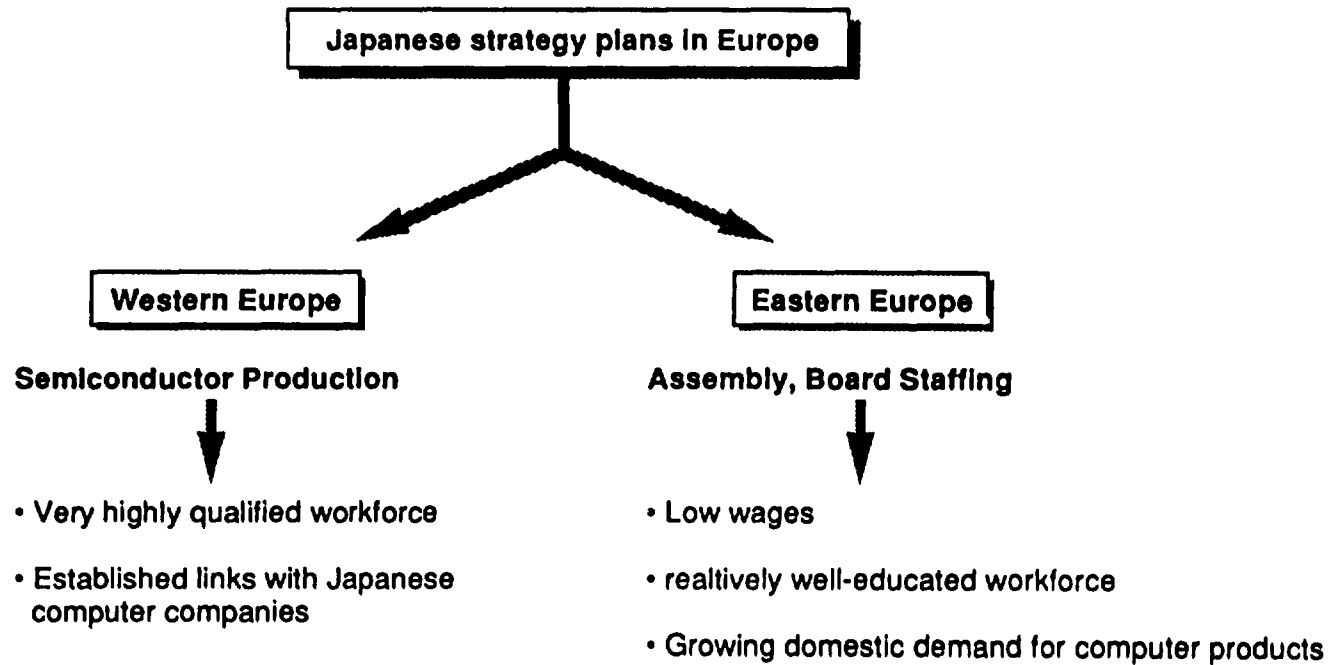 Japanese strategy plans in Europe
Western Europe
Semiconductor Production
• Very highly qualified workforce
• Established links with Japanese
computer companies
Eastern Europe
Assembly, Board Staffing
• Low wages
• realtively well-educated workforce
• Growing domestic demand for computer products